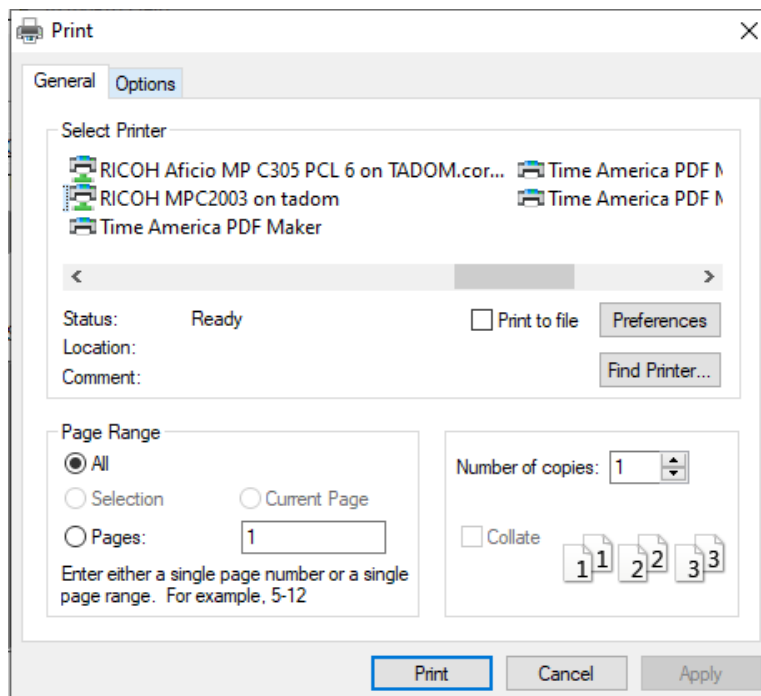 Print
General Options
Select Printer
RICOH Aficio MP C305 PCL 6 on TADOM.cor... Time America PDF M
RICOH MPC2003 on tadom Time America PDF M
Time America PDF Maker
Status: Ready Print to file Preferences
Location:
Comment: Find Printer...
Page Range
All
Number of copies: 1
Selection Current Page
Pages: 1
Collate 1 1 2 2 3 3
Enter either a single page number or a single
page range. For example, 5-12
Print Cancel Apply